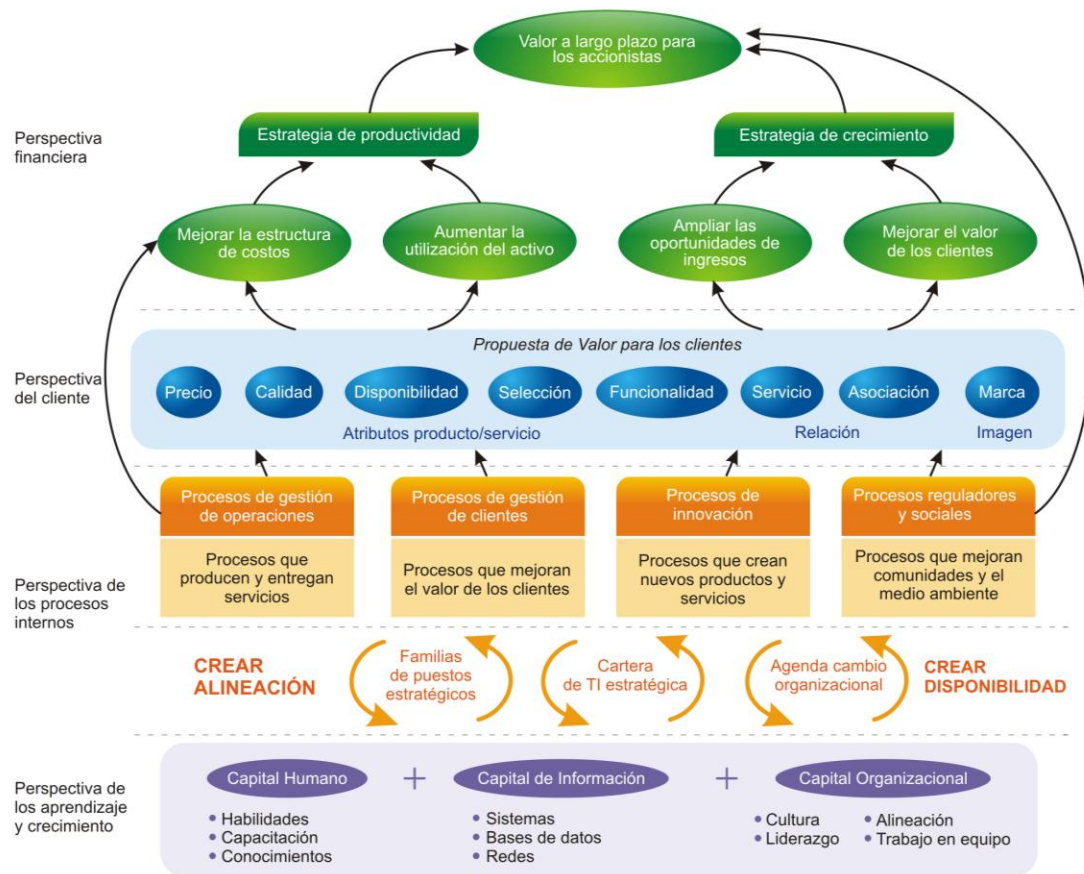 Valor a largo plazo para
los accionistas
Perspectiva
financiera
Estrategia de productividad
Estrategia de crecimiento
Mejorar la estructura
de costos
Aumentar la
utilización del activo
Ampliar las
oportunidades de
ingresos
Mejorar el valor
de los clientes
Perspectiva
del cliente
Propuesta de Valor para los clientes
Precio
Calidad
Disponibilidad
Selección
Funcionalidad
Servicio
Asociación
Marca
Atributos producto/servicio
Relación
Imagen
Perspectiva de
los procesos
internos
Procesos de gestión
de operaciones
Procesos que
producen y entregan
servicios
Procesos de gestión
de clientes
Procesos que mejoran
el valor de los clientes
Procesos de
innovación
Procesos que crean
nuevos productos y
servicios
Procesos reguladores
y sociales
Procesos que mejoran
comunidades y el
medio ambiente
CREAR
ALINEACIÓN
Familias
de puestos
estratégicos
Cartera
de TI estratégica
Agenda cambio
organizacional
CREAR
DISPONIBILIDAD
Perspectiva de
los aprendizaje
y crecimiento
Capital Humano
+
Capital de Información
+
Capital Organizacional
• Habilidades
• Capacitación
• Conocimientos
• Sistemas
• Bases de datos
• Redes
• Cultura
• Liderazgo
• Alineación
• Trabajo en equipo